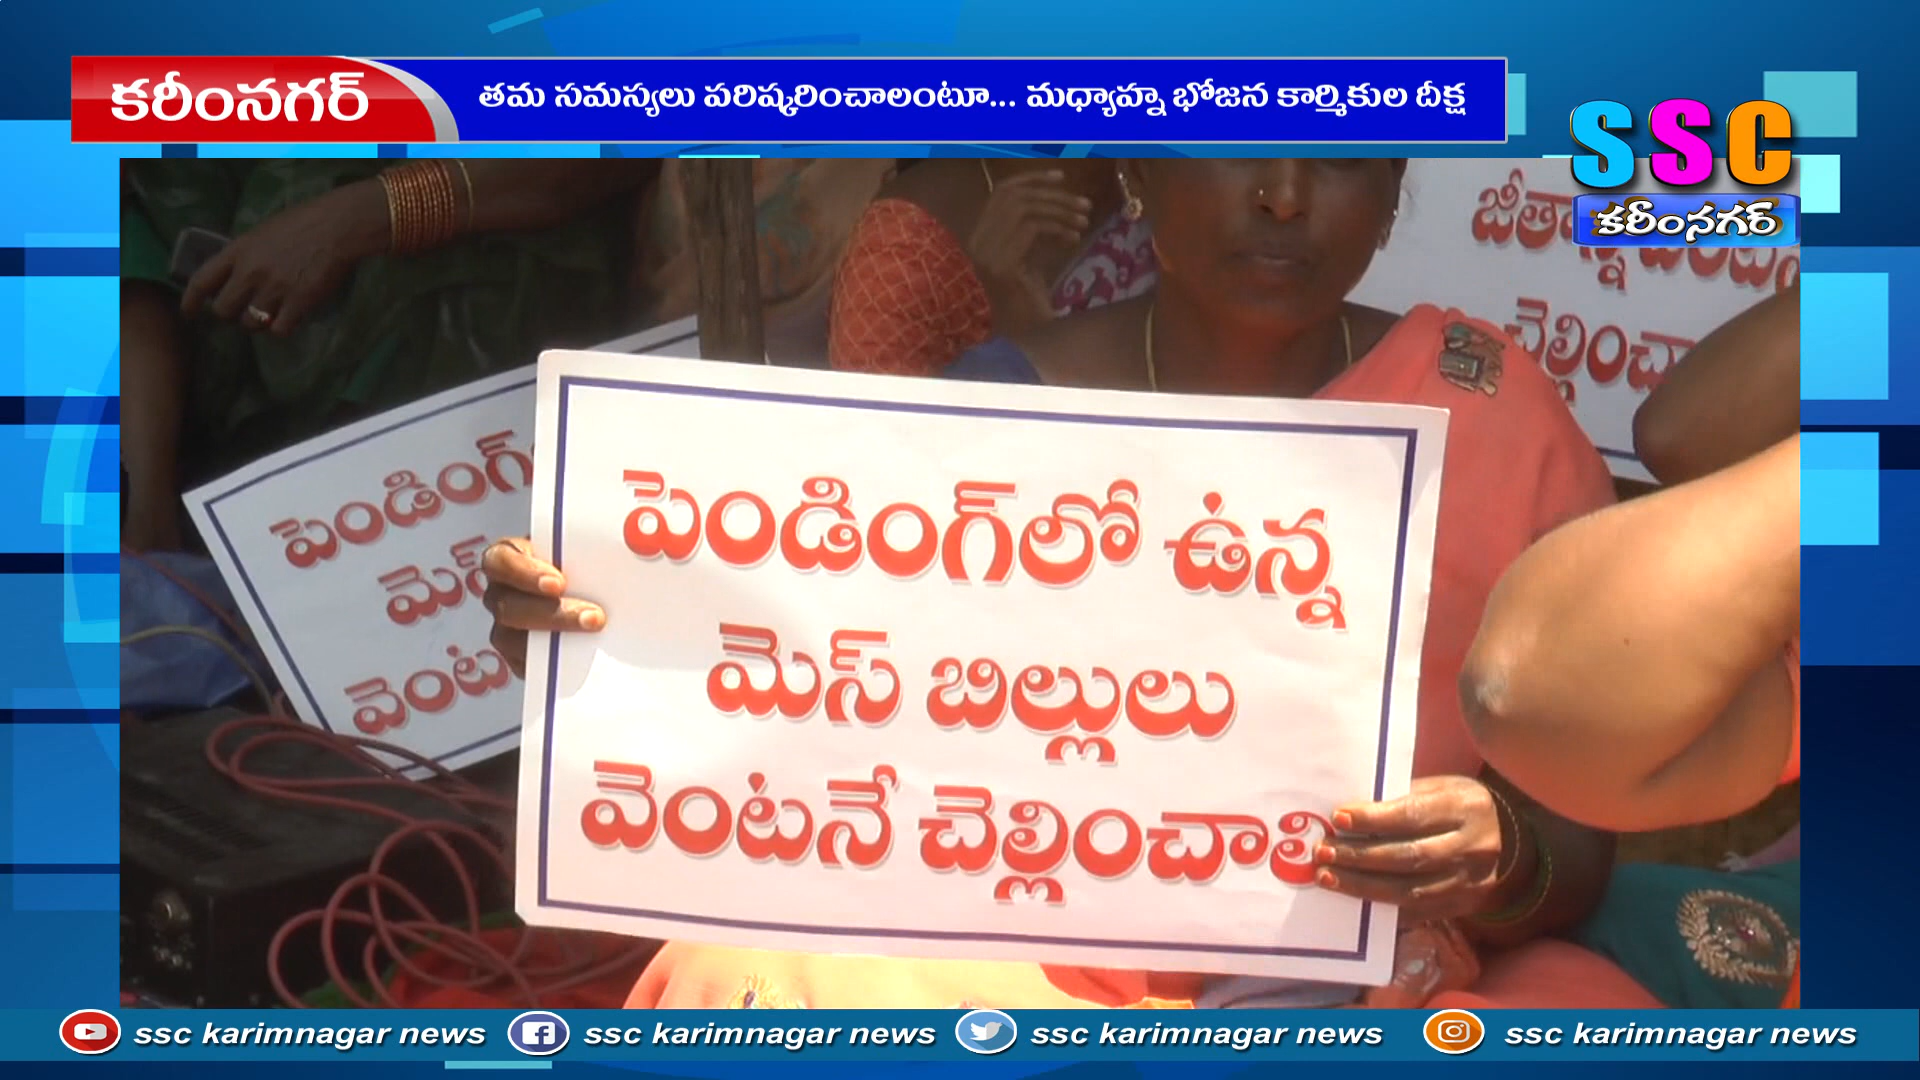 కరీంనగర్
తమ సమస్యలు పరిష్కరించాలంటూ... మధ్యాహ్న భోజన కార్మికుల దీక్ష
SSC
కరీంనగర్
చెల్లించా
పెండింగ్
మెస్
వెంట
పెండింగ్‌లో ఉన్న
మెస్ బిల్లులు
వెంటనే చెల్లించాలి
ssc karimnagar news
ssc karimnagar news
ssc karimnagar news
ssc karimnagar news